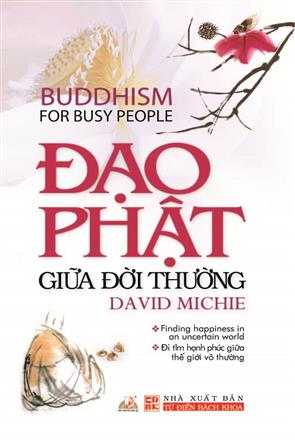 BUDDHISM
FOR BUSY PEOPLE
ĐẠO
PHẬT
GIỮA ĐỜI THƯỜNG
DAVID MICHIE
Finding happiness in
an uncertain world
Đi tìm hạnh phúc giữa
thế giới vô thường
NHÀ XUẤT BẢN
TỪ ĐIỂN BÁCH KHOA